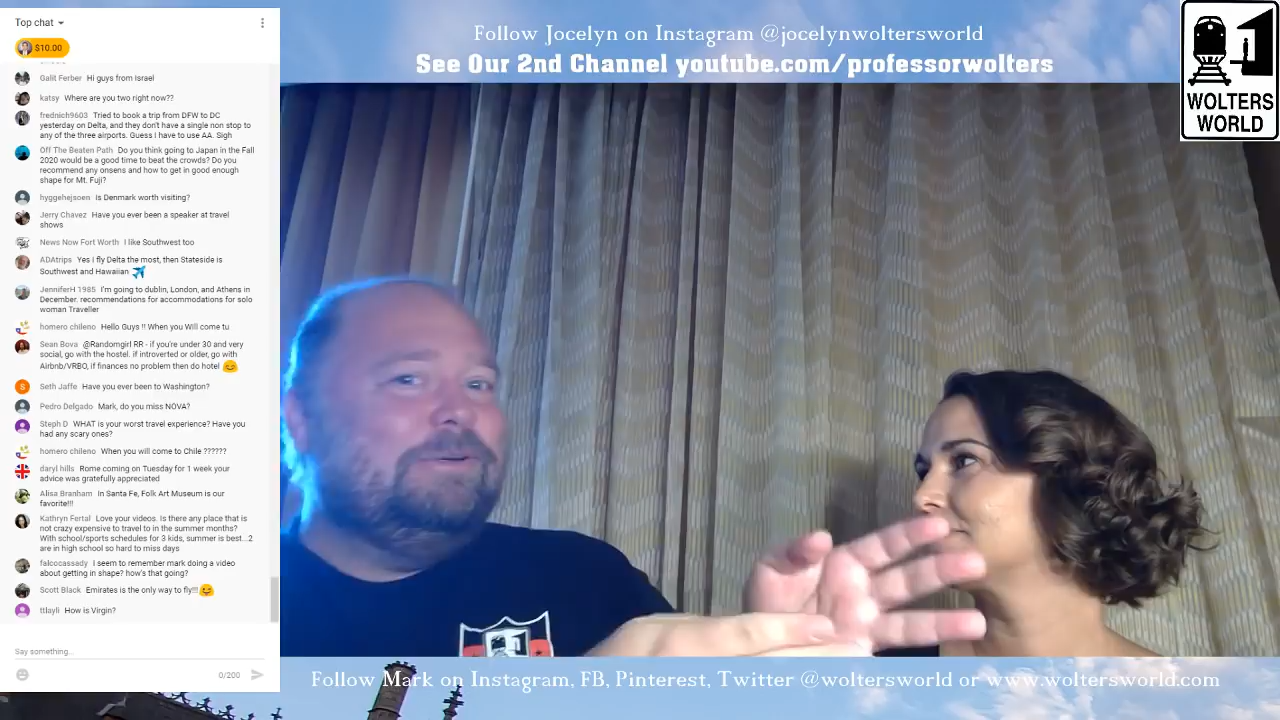 Top chat
$10.00
Galit Ferber Hi guys from Israel
katsy Where are you two right now??
frednich9603 Tried to book a trip from DFW to DC
yesterday on Delta, and they don't have a single non stop to
any of the three airports. Guess I have to use AA. Sigh
Off The Beaten Path Do you think going to Japan in the Fall
2020 would be a good time to beat the crowds? Do you
recommend any onsens and how to get in good enough
shape for Mt. Fuji?
hyggehejsoen Is Denmark worth visiting?
Jerry Chavez Have you ever been a speaker at travel
shows
News Now Fort Worth I like Southwest too
ADAtrips Yes i fly Delta the most, then Stateside is
Southwest and Hawaiian
JenniferH 1985 I'm going to dublin, London, and Athens in
December. recommendations for accommodations for solo
woman Traveller
homero chileno Hello Guys !! When you Will come tu
Sean Bova @Randomgirl RR - if you're under 30 and very
social, go with the hostel. if introverted or older, go with
Airbnb/VRBO, if finances no problem then do hotel
Seth Jaffe Have you ever been to Washington?
Pedro Delgado Mark, do you miss NOVA?
Steph D WHAT is your worst travel experience? Have you
had any scary ones?
homero chileno When you will come to Chile ??????
daryl hills Rome coming on Tuesday for 1 week your
advice was gratefully appreciated
Alisa Branham In Santa Fe, Folk Art Museum is our
favorite!!!
Kathryn Fertal Love your videos. Is there any place that is
not crazy expensive to travel to in the summer months?
With school/sports schedules for 3 kids, summer is best...2
are in high school so hard to miss days
falcoccassady I seem to remember mark doing a video
about getting in shape? how's that going?
Scott Black Emirates is the only way to fly!!!
ttlayli How is Virgin?
Say something...
0/200
Follow Jocelyn on Instagram @jocelynwoltersworld
See Our 2nd Channel youtube.com/professorwolters
WOLTERS
WORLD
Follow Mark on Instagram, FB, Pinterest, Twitter @woltersworld or www.woltersworld.com